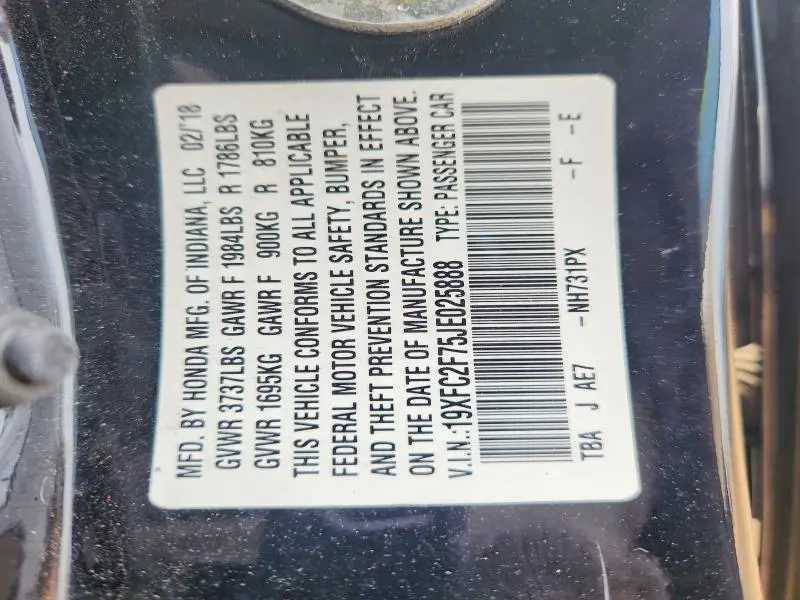 MFD. BY HONDA MFG. OF INDIANA, LLC 02/18
GVWR 3737LBS GAWR F 1984LBS R 1786LBS
GVWR 1695KG GAWR F 900KG R 810KG
THIS VEHICLE CONFORMS TO ALL APPLICABLE
FEDERAL MOTOR VEHICLE SAFETY, BUMPER,
AND THEFT PREVENTION STANDARDS IN EFFECT
ON THE DATE OF MANUFACTURE SHOWN ABOVE.
V.I.N.:19XFC2F75JE025888 TYPE: PASSENGER CAR
TBA J AE7 -NH731PX -F -E